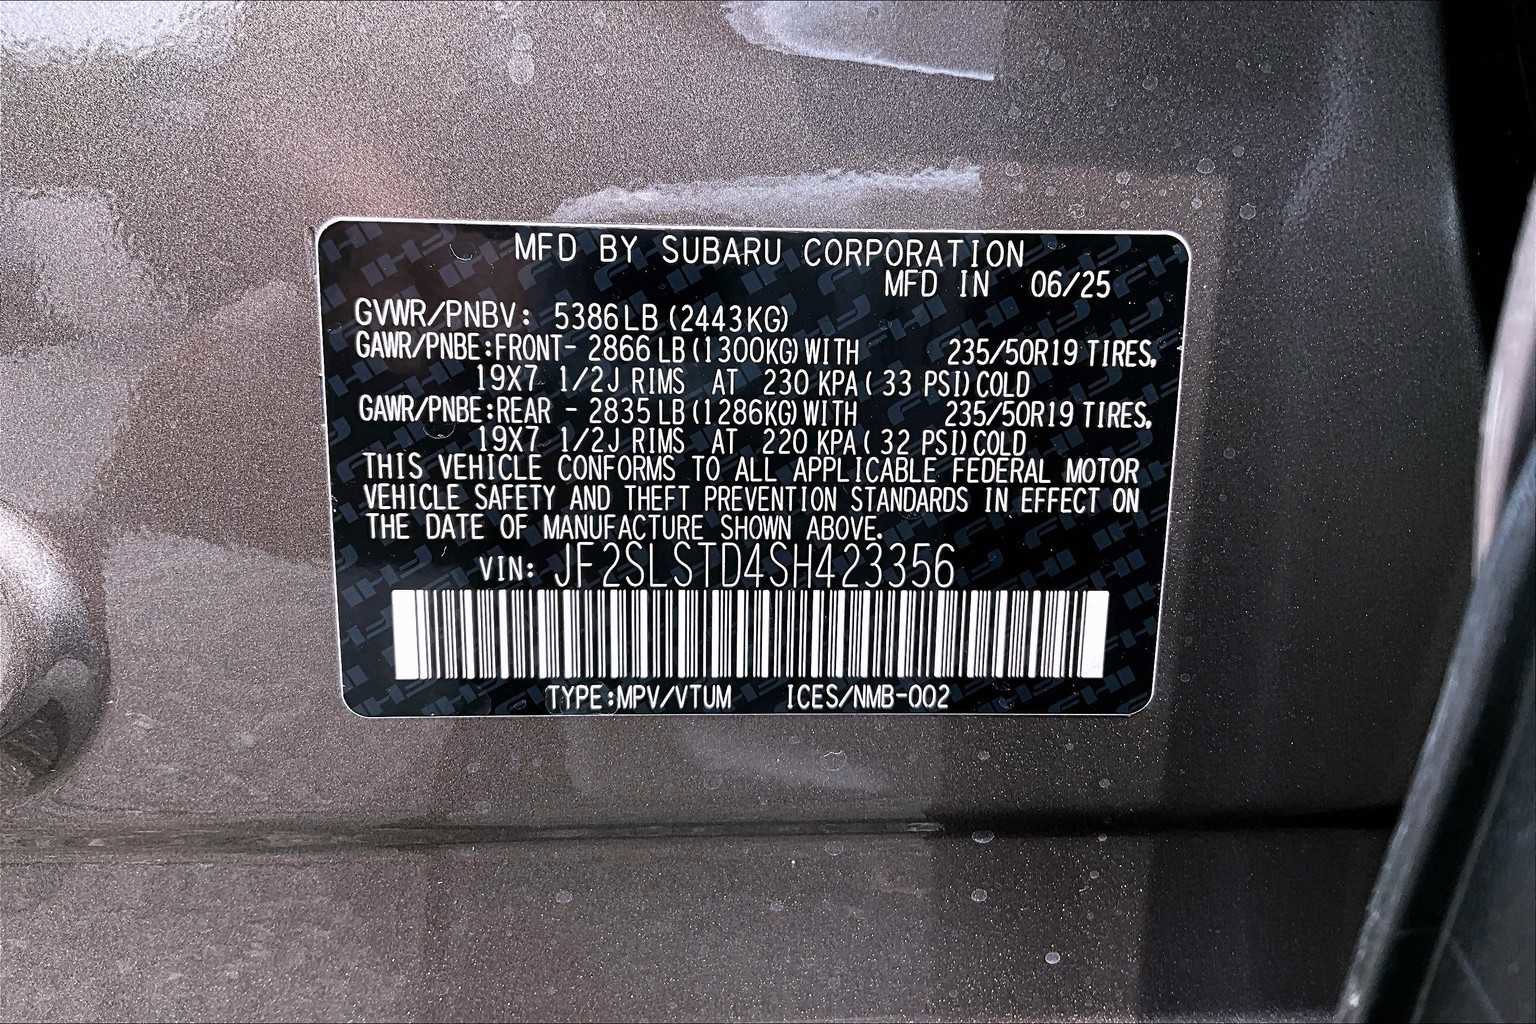 MFD BY SUBARU CORPORATION
MFD IN 06/25
GVWR/PNBV: 5386LB (2443KG)
GAWR/PNBE:FRONT- 2866 LB (1300KG) WITH 235/50R19 TIRES,
19X7 1/2J RIMS AT 230 KPA ( 33 PSI) COLD
GAWR/PNBE:REAR - 2835 LB (1286KG) WITH 235/50R19 TIRES,
19X7 1/2J RIMS AT 220 KPA ( 32 PSI) COLD
THIS VEHICLE CONFORMS TO ALL APPLICABLE FEDERAL MOTOR
VEHICLE SAFETY AND THEFT PREVENTION STANDARDS IN EFFECT ON
THE DATE OF MANUFACTURE SHOWN ABOVE.
VIN: JF2SLSTD4SH423356
TYPE:MPV/VTUM ICES/NMB-002